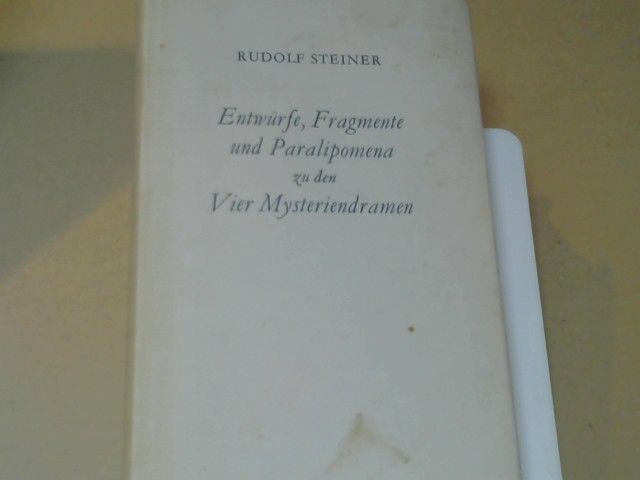 RUDOLF STEINER
Entwürfe, Fragmente
und Paralipomena
zu den
Vier Mysteriendramen